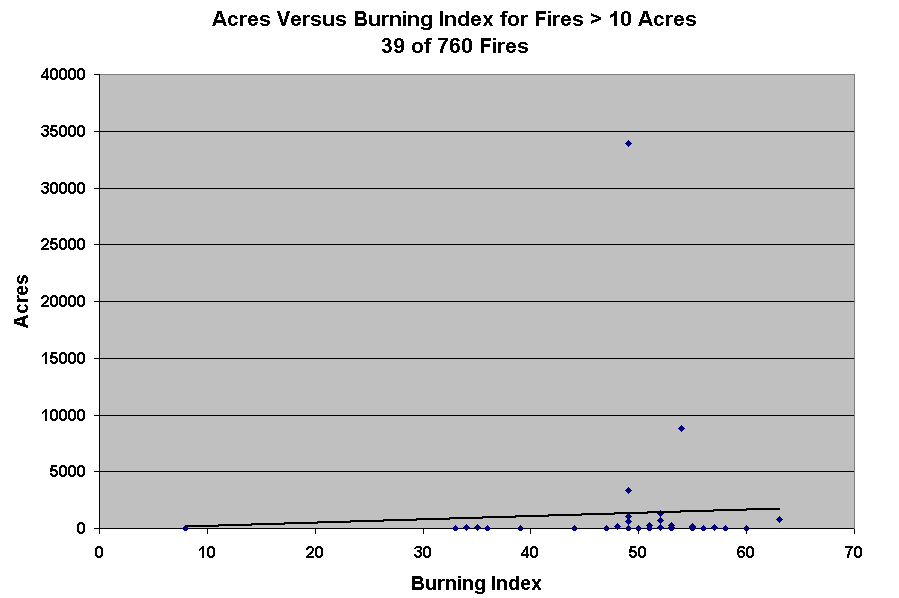 Acres Versus Burning Index for Fires > 10 Acres
39 of 760 Fires
40000
35000
30000
25000
20000
15000
10000
5000
0
Acres
0 10 20 30 40 50 60 70
Burning Index